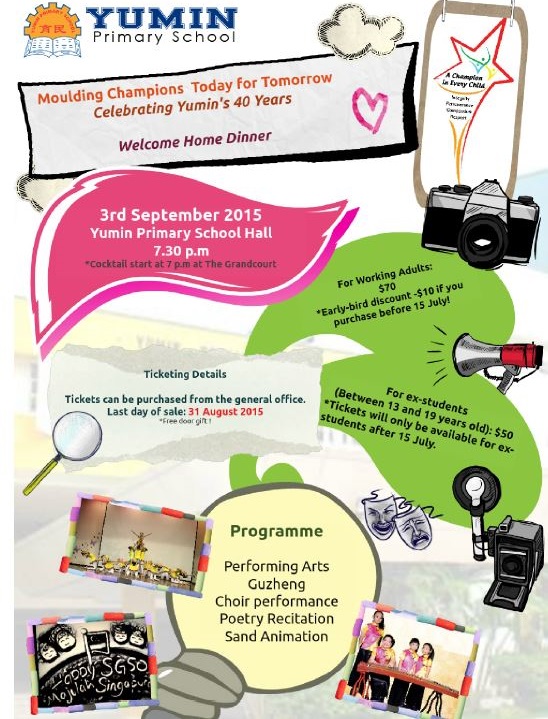 育民
YUMIN
Primary School
Moulding Champions Today for Tomorrow
Celebrating Yumin's 40 Years
Welcome Home Dinner
A Champion
in Every Child
Integrity
Perseverance
Respect
3rd September 2015
Yumin Primary School Hall
7.30 p.m
*Cocktail start at 7 p.m at The Grandcourt
For Working Adults:
$70
*Early-bird discount -$10 if you
purchase before 15 July!
Ticketing Details
Tickets can be purchased from the general office.
Last day of sale: 31 August 2015
*Free door gift !
For ex-students
(Between 13 and 19 years old): $50
*Tickets will only be available for ex-
students after 15 July.
Programme
Performing Arts
Guzheng
Choir performance
Poetry Recitation
Sand Animation
SG50
Majulah Singapura